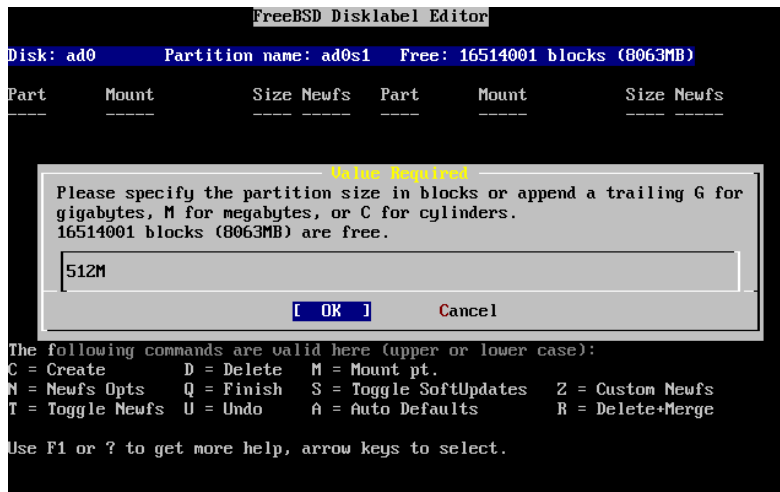 FreeBSD Disklabel Editor
Disk: ad0 Partition name: ad0s1 Free: 16514001 blocks (8063MB)
Part Mount Size Newfs Part Mount Size Newfs
---- ----- ---- ----- ---- ----- ---- -----
Value Required
Please specify the partition size in blocks or append a trailing G for
gigabytes, M for megabytes, or C for cylinders.
16514001 blocks (8063MB) are free.
512M
[ OK ] Cancel
The following commands are valid here (upper or lower case):
C = Create D = Delete M = Mount pt.
N = Newfs Opts Q = Finish S = Toggle SoftUpdates Z = Custom Newfs
T = Toggle Newfs U = Undo A = Auto Defaults R = Delete+Merge
Use F1 or ? to get more help, arrow keys to select.